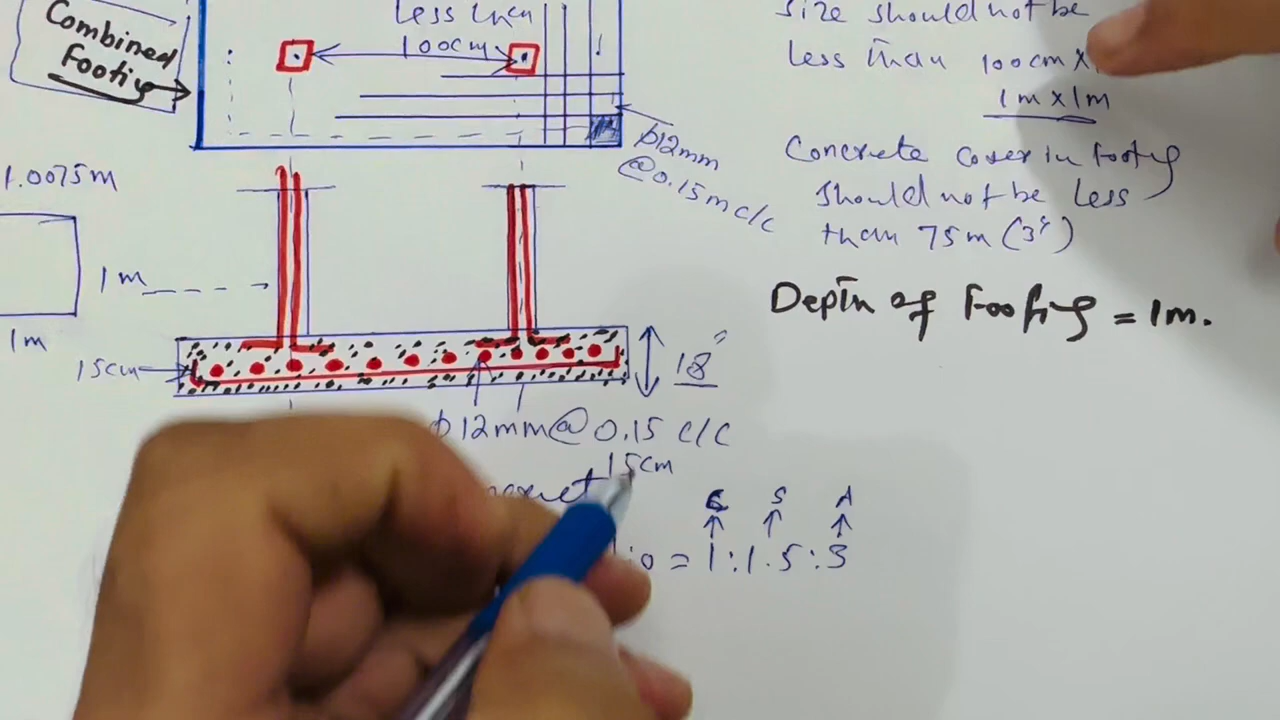 Combined
Footing
Less then
100cm
ϕ12mm
@0.15m c/c
1.0075m
1m
1m
15cm
18"
ϕ12mm@ 0.15 c/c
15cm
C S A
= 1:1.5:3
Size should not be
Less than 100cm x
1m x 1m
Concrete cover in footing
should not be Less
than 75m (3")
Depth of Footing = 1m.